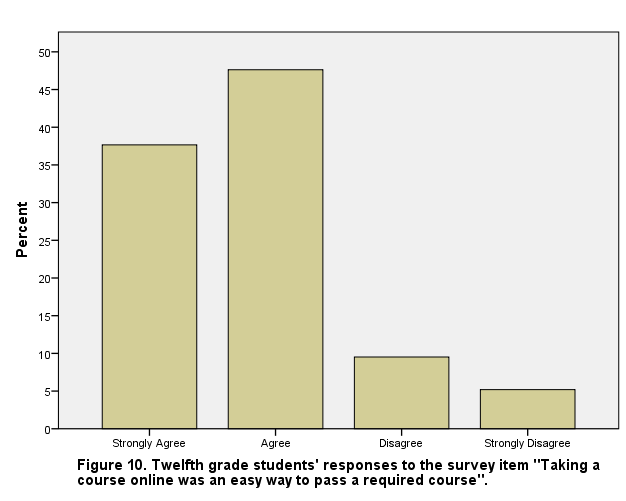 50
45
40
35
30
25
20
15
10
5
0
Percent
Strongly Agree
Agree
Disagree
Strongly Disagree
Figure 10. Twelfth grade students' responses to the survey item "Taking a
course online was an easy way to pass a required course".